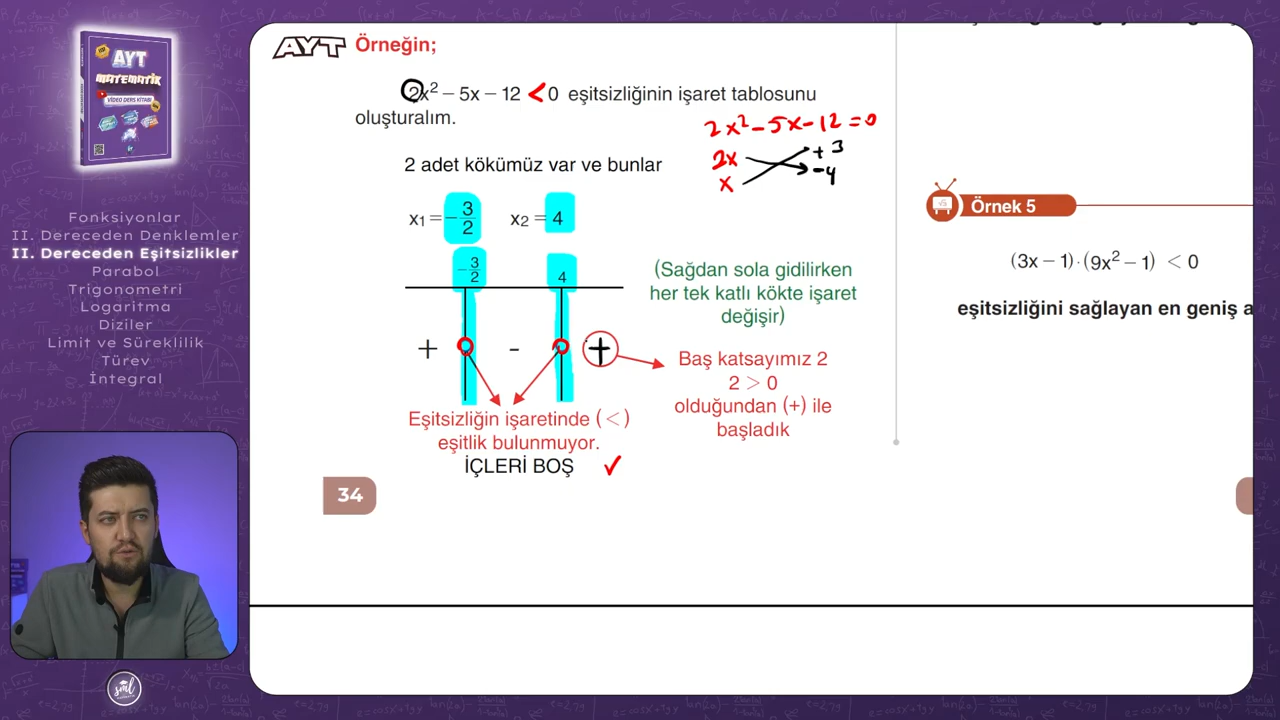 AYT
MATEMATİK
VİDEO DERS KİTABI
Fonksiyonlar
II. Dereceden Denklemler
II. Dereceden Eşitsizlikler
Parabol
Trigonometri
Logaritma
Diziler
Limit ve Süreklilik
Türev
İntegral
sml
AYT Örneğin;
2x² − 5x − 12 < 0 eşitsizliğinin işaret tablosunu
oluşturalım.
2x² − 5x − 12 = 0
2x + 3
x − 4
2 adet kökümüz var ve bunlar
x₁ = −3/2 x₂ = 4
−3/2 4
+ − +
(Sağdan sola gidilirken
her tek katlı kökte işaret
değişir)
Baş katsayımız 2
2 > 0
olduğundan (+) ile
başladık
Eşitsizliğin işaretinde (<)
eşitlik bulunmuyor.
İÇLERİ BOŞ ✓
34
Örnek 5
(3x − 1) · (9x² − 1) < 0
eşitsizliğini sağlayan en geniş a